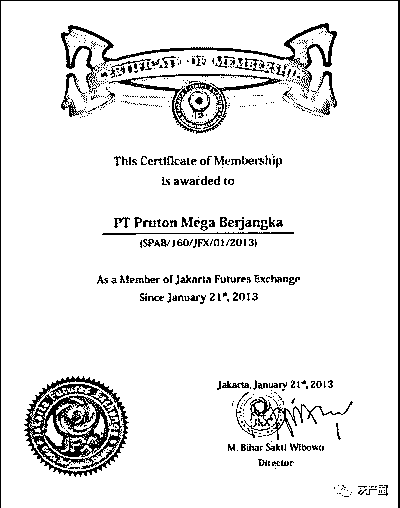 CERTIFICATE OF MEMBERSHIP
This Certificate of Membership
is awarded to
PT Pruton Mega Berjangka
(SPAB/160/JFX/01/2013)
As a Member of Jakarta Futures Exchange
Since January 21st, 2013
Jakarta, January 21st, 2013
M. Bihar Sakti Wibowo
Director